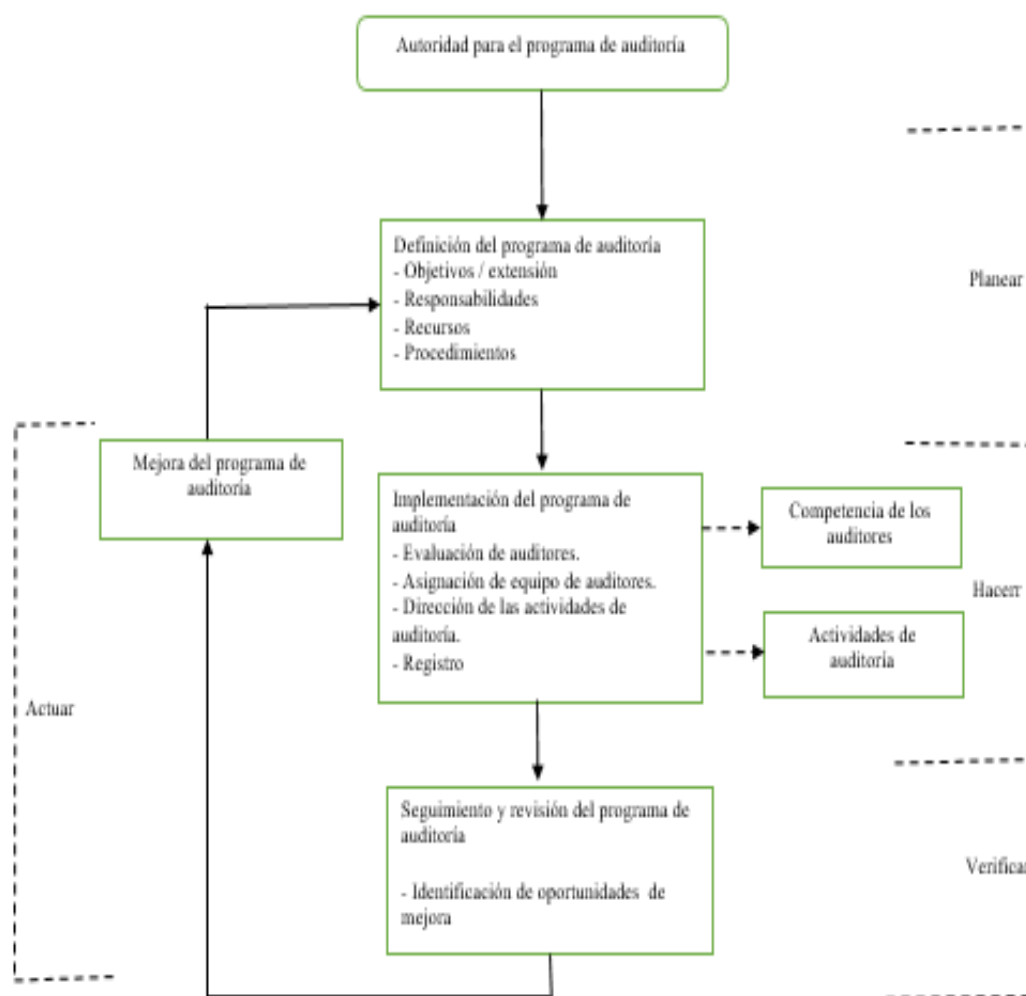 Autoridad para el programa de auditoría
Definición del programa de auditoría
- Objetivos / extensión
- Responsabilidades
- Recursos
- Procedimientos
Planear
Mejora del programa de
auditoría
Implementación del programa de
auditoría
- Evaluación de auditores.
- Asignación de equipo de auditores.
- Dirección de las actividades de
auditoría.
- Registro
Competencia de los
auditores
Hacerr
Actividades de
auditoría
Actuar
Seguimiento y revisión del programa de
auditoría
- Identificación de oportunidades de
mejora
Verificar